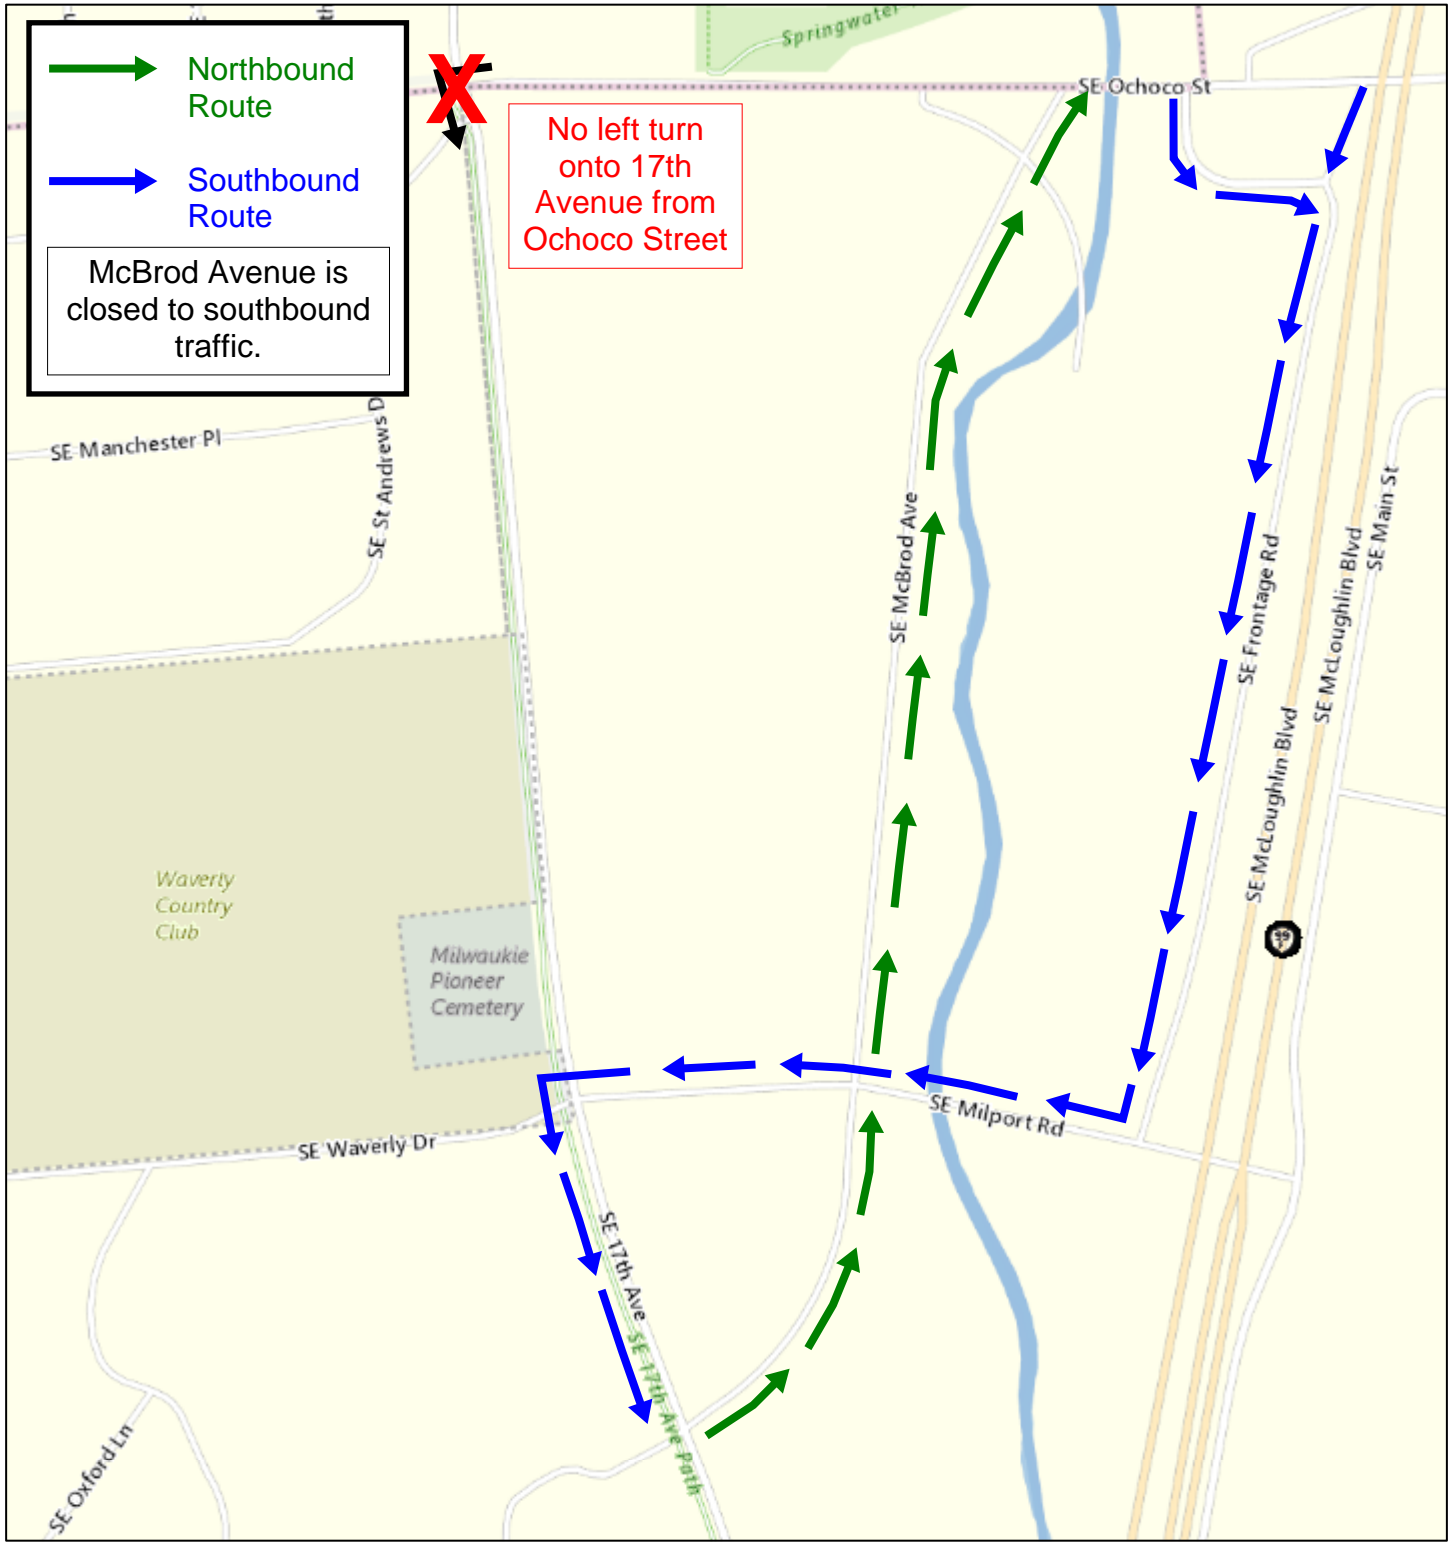 Northbound
Route
Southbound
Route
McBrod Avenue is
closed to southbound
traffic.
No left turn
onto 17th
Avenue from
Ochoco Street
Springwater
SE Ochoco St
SE Manchester Pl
SE St Andrews D
SE McBrod Ave
SE Frontage Rd
SE McLoughlin Blvd
SE Main St
SE McLoughlin Blvd
99
Waverly
Country
Club
Milwaukie
Pioneer
Cemetery
SE Milport Rd
SE Waverly Dr
SE 17th Ave
SE 17th Ave Path
SE Oxford Ln